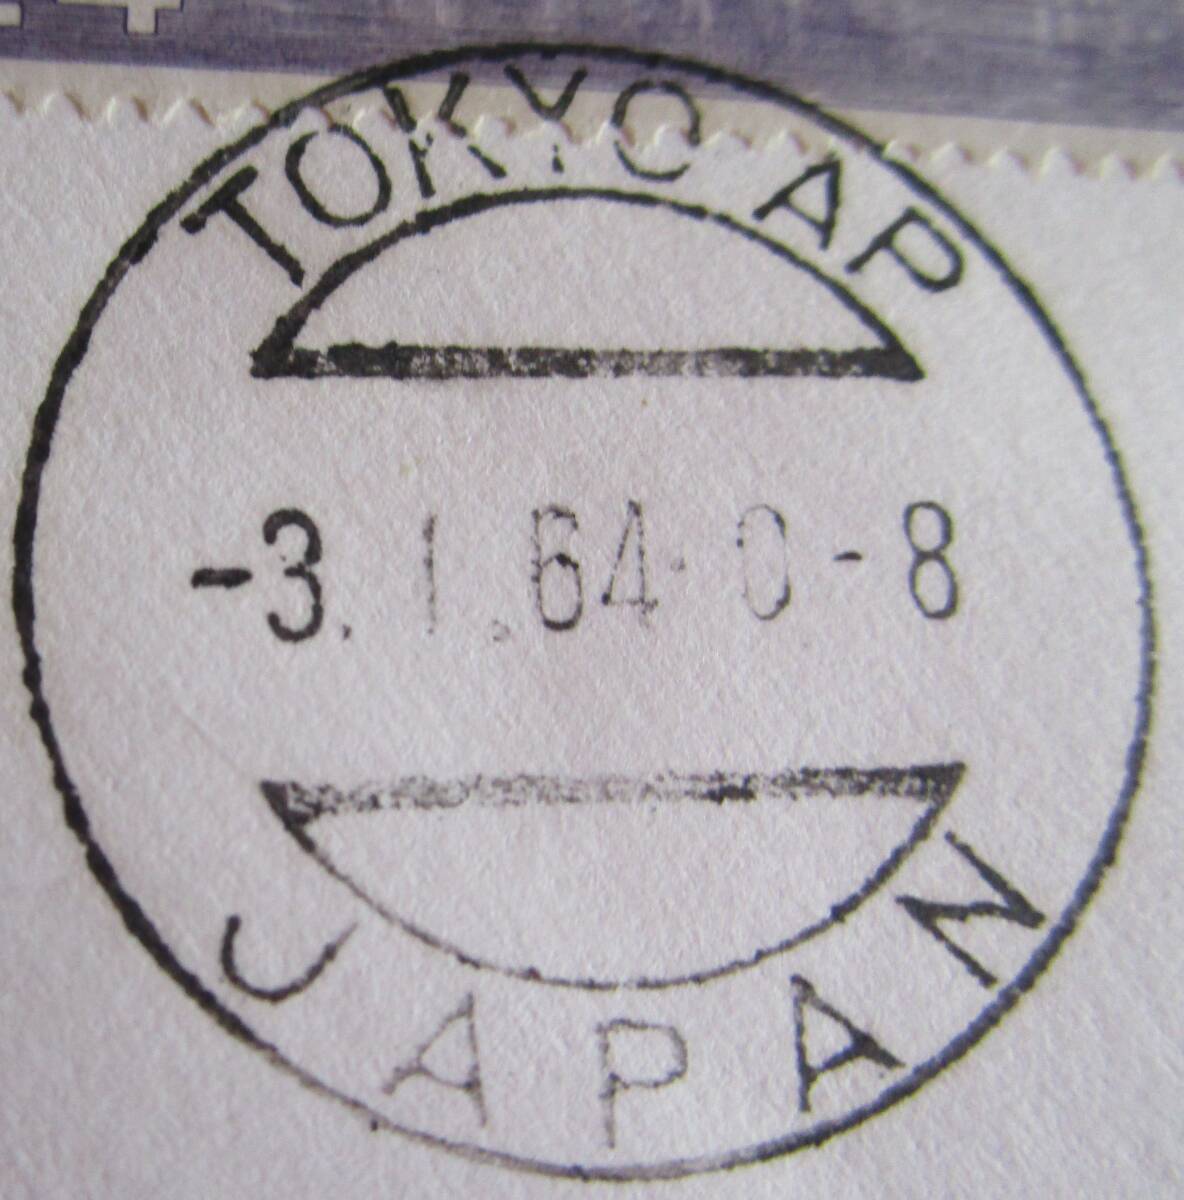 TOKYO AP
-3. 1 .64· 0 - 8
JAPAN